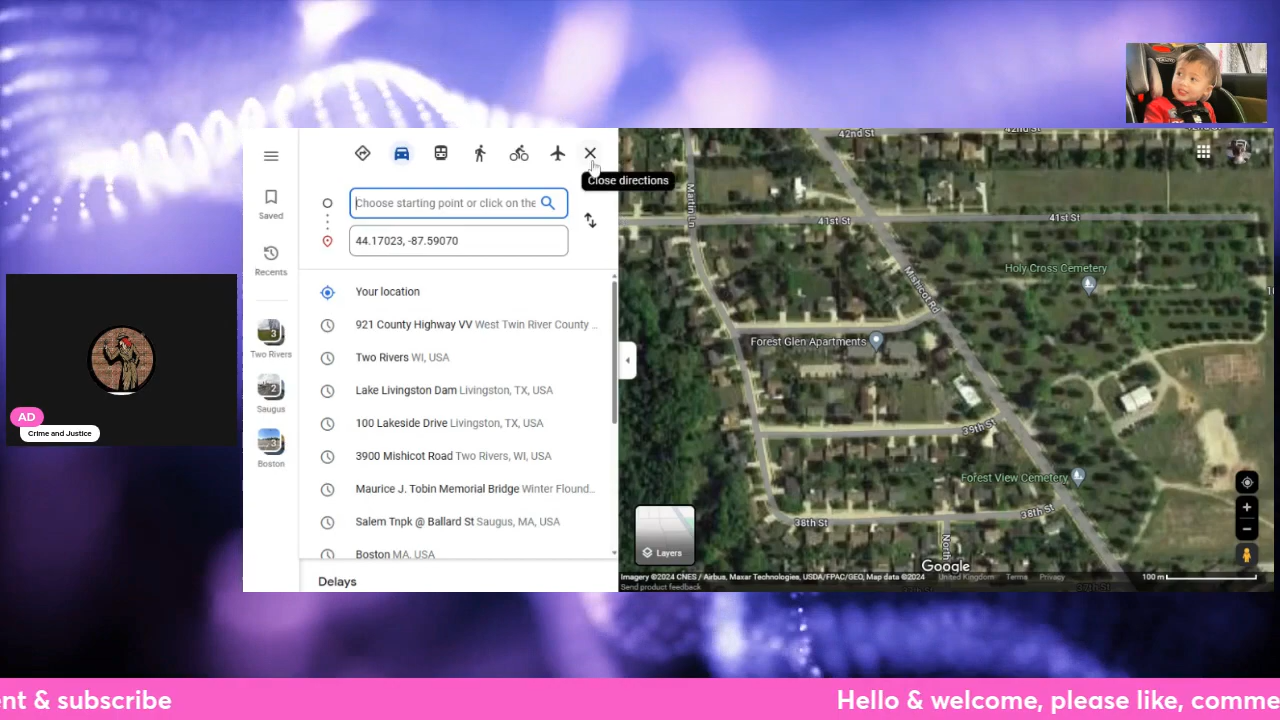 Close directions
Choose starting point or click on the
44.17023, -87.59070
Saved
Recents
Two Rivers
Saugus
Boston
Your location
921 County Highway VV West Twin River County ...
Two Rivers WI, USA
Lake Livingston Dam Livingston, TX, USA
100 Lakeside Drive Livingston, TX, USA
3900 Mishicot Road Two Rivers, WI, USA
Maurice J. Tobin Memorial Bridge Winter Flound...
Salem Tnpk @ Ballard St Saugus, MA, USA
Boston MA, USA
Delays
42nd St
Martin Ln
41st St
41st St
Holy Cross Cemetery
Mishicot Rd
Forest Glen Apartments
39th St
Forest View Cemetery
38th St
38th St
North
Layers
Google
Imagery ©2024 CNES / Airbus, Maxar Technologies, USDA/FPAC/GEO, Map data ©2024
United Kingdom
Terms
Privacy
100 m
Send product feedback
3
2
3
AD
Crime and Justice
ent & subscribe
Hello & welcome, please like, comme